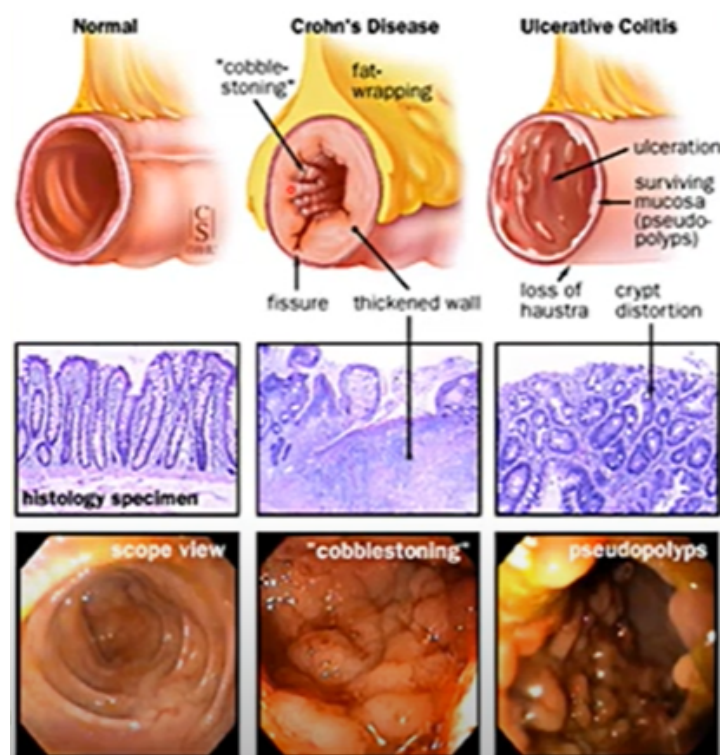 Normal
Crohn's Disease
Ulcerative Colitis
"cobble-
stoning"
fat-
wrapping
ulceration
surviving
mucosa
(pseudo-
polyps)
fissure
thickened wall
loss of
haustra
crypt
distortion
histology specimen
scope view
"cobblestoning"
pseudopolyps